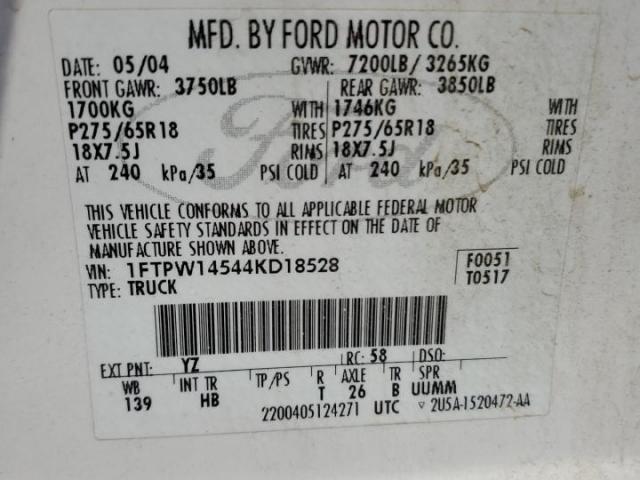 MFD. BY FORD MOTOR CO.
DATE: 05/04 GVWR: 7200LB/ 3265KG
FRONT GAWR: 3750LB REAR GAWR: 3850LB
1700KG WITH 1746KG WITH
P275/65R18 TIRES P275/65R18 TIRES
18X7.5J RIMS 18X7.5J RIMS
AT 240 kPa/35 PSI COLD AT 240 kPa/35 PSI COLD
Ford
THIS VEHICLE CONFORMS TO ALL APPLICABLE FEDERAL MOTOR
VEHICLE SAFETY STANDARDS IN EFFECT ON THE DATE OF
MANUFACTURE SHOWN ABOVE.
VIN: 1FTPW14544KD18528 F0051
TYPE: TRUCK T0517
EXT PNT: YZ RC: 58 DSO:
WB INT TR TP/PS R AXLE TR SPR
139 HB T 26 B UUMM
2200405124271 UTC ▽ 2U5A-1520472-AA